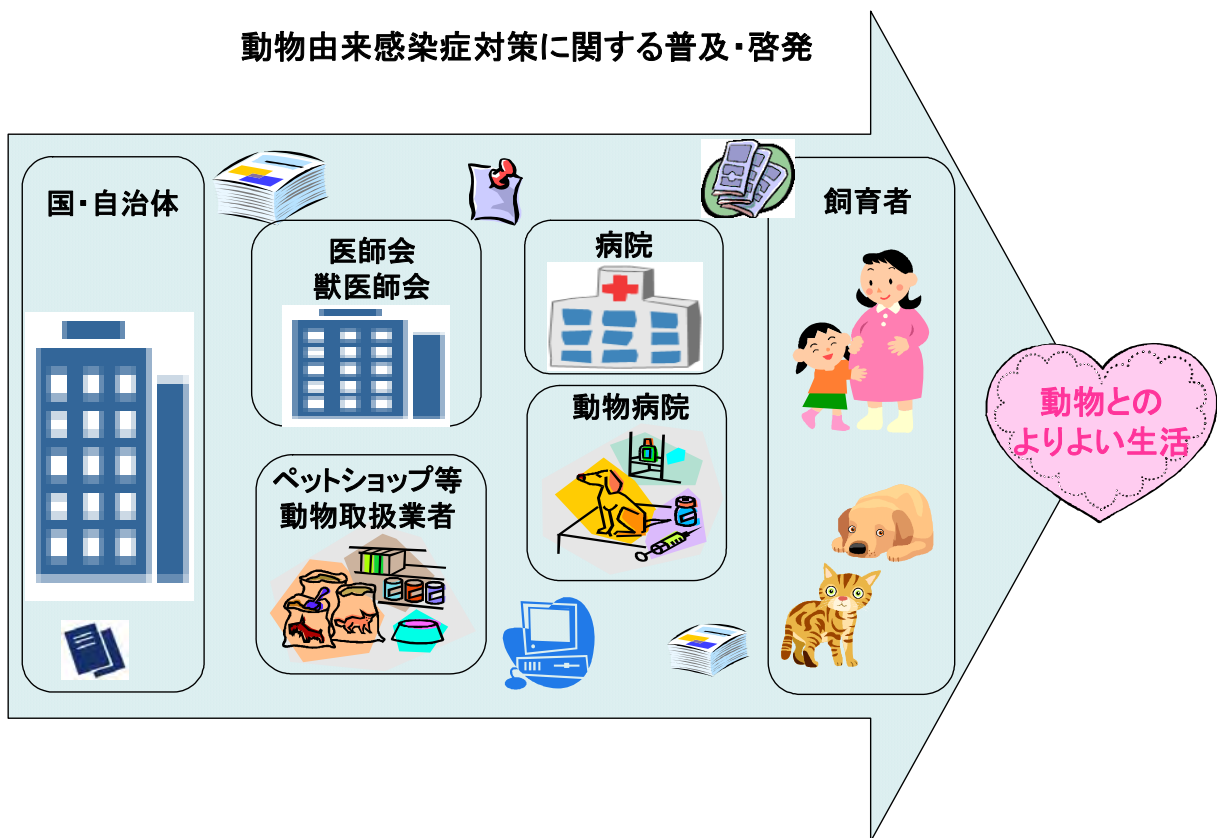 動物由来感染症対策に関する普及・啓発
国・自治体
医師会
獣医師会
ペットショップ等
動物取扱業者
病院
動物病院
飼育者
動物との
よりよい生活